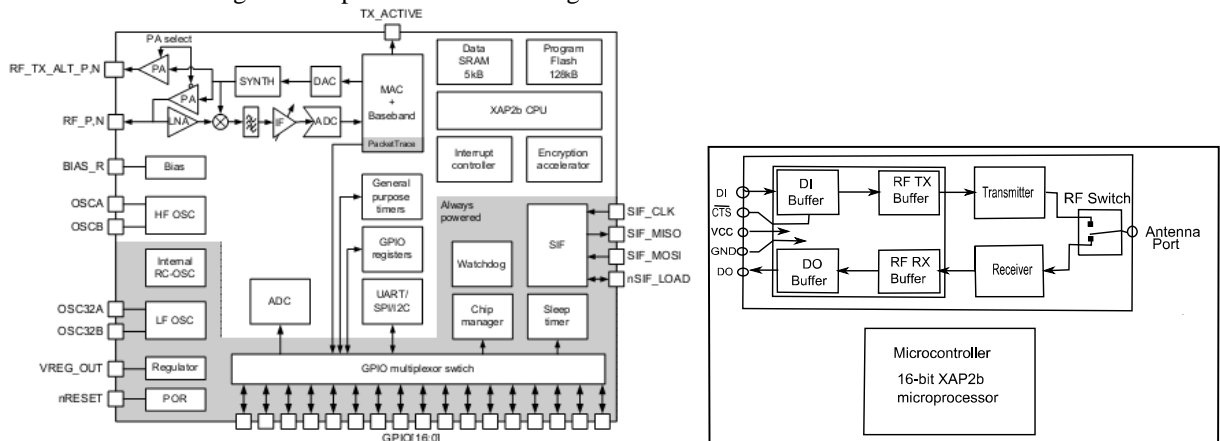 TX_ACTIVE
PA select
RF_TX_ALT_P,N
PA
SYNTH
DAC
MAC
+
Baseband
PacketTrace
Data
SRAM
5kB
Program
Flash
128kB
PA
XAP2b CPU
RF_P,N
LNA
IF
ADC
BIAS_R
Bias
Interrupt
controller
Encryption
accelerator
OSCA
OSCB
HF OSC
General
purpose
timers
Always
powered
SIF_CLK
SIF_MISO
SIF_MOSI
nSIF_LOAD
SIF
GPIO
registers
Watchdog
Internal
RC-OSC
OSC32A
OSC32B
LF OSC
ADC
UART/
SPI/I2C
Chip
manager
Sleep
timer
VREG_OUT
Regulator
GPIO multiplexor swtich
nRESET
POR
GPIO[16:0]
DI
CTS
VCC
GND
DO
DI
Buffer
RF TX
Buffer
Transmitter
RF Switch
Antenna
Port
DO
Buffer
RF RX
Buffer
Receiver
Microcontroller
16-bit XAP2b
microprocessor